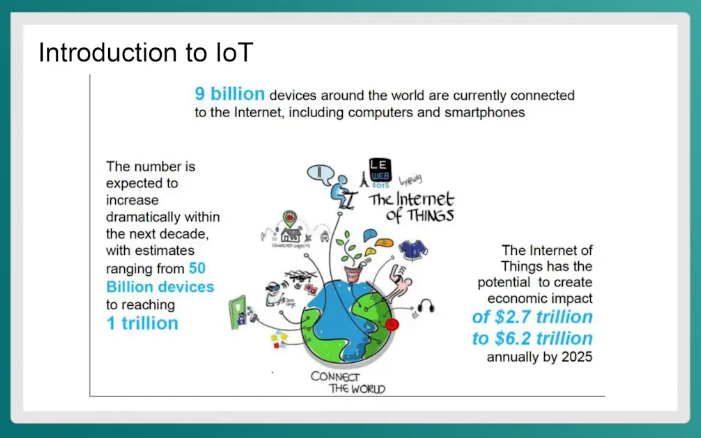 Introduction to IoT
9 billion devices around the world are currently connected
to the Internet, including computers and smartphones
The number is
expected to
increase
dramatically within
the next decade,
with estimates
ranging from 50
Billion devices
to reaching
1 trillion
LE
WEB
2012
The Internet
of THINGS
CONNECTED OBJECTS
CONNECT
THE WORLD
The Internet of
Things has the
potential to create
economic impact
of $2.7 trillion
to $6.2 trillion
annually by 2025